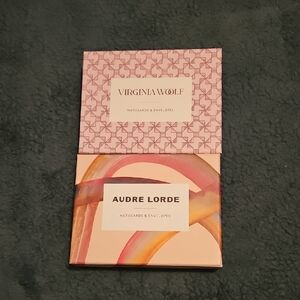 VIRGINIA WOOLF
NOTECARDS & ENVELOPES
AUDRE LORDE
NOTECARDS & ENVELOPES